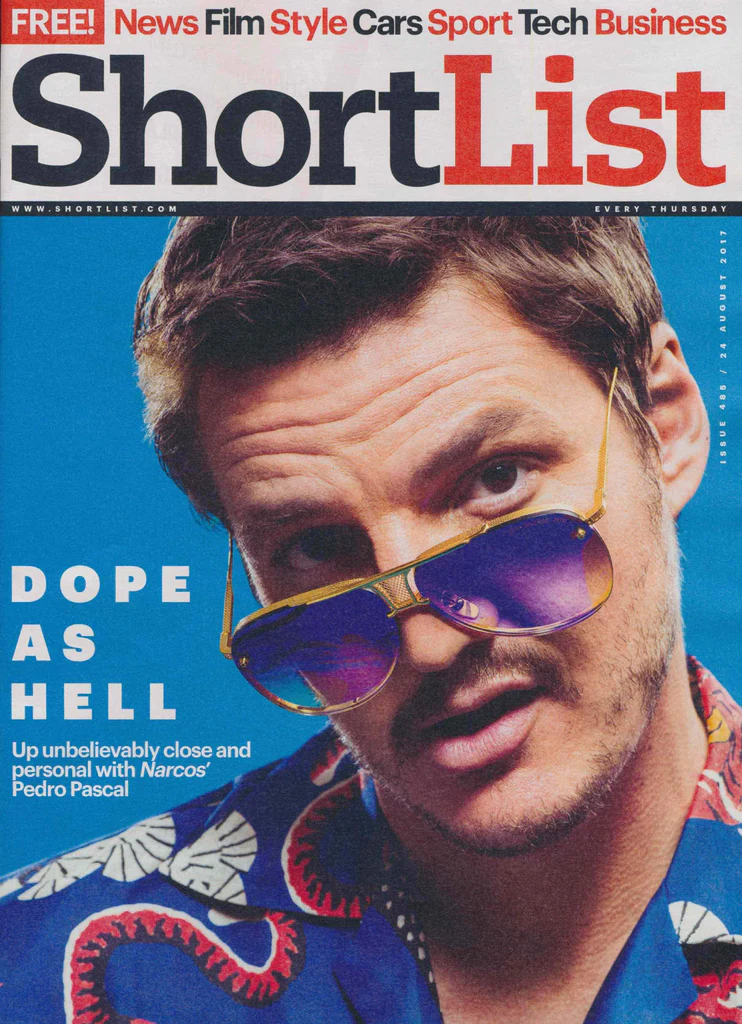 FREE! News Film Style Cars Sport Tech Business
ShortList
WWW.SHORTLIST.COM
EVERY THURSDAY
ISSUE 485 / 24 AUGUST 2017
DOPE
AS
HELL
Up unbelievably close and
personal with Narcos'
Pedro Pascal